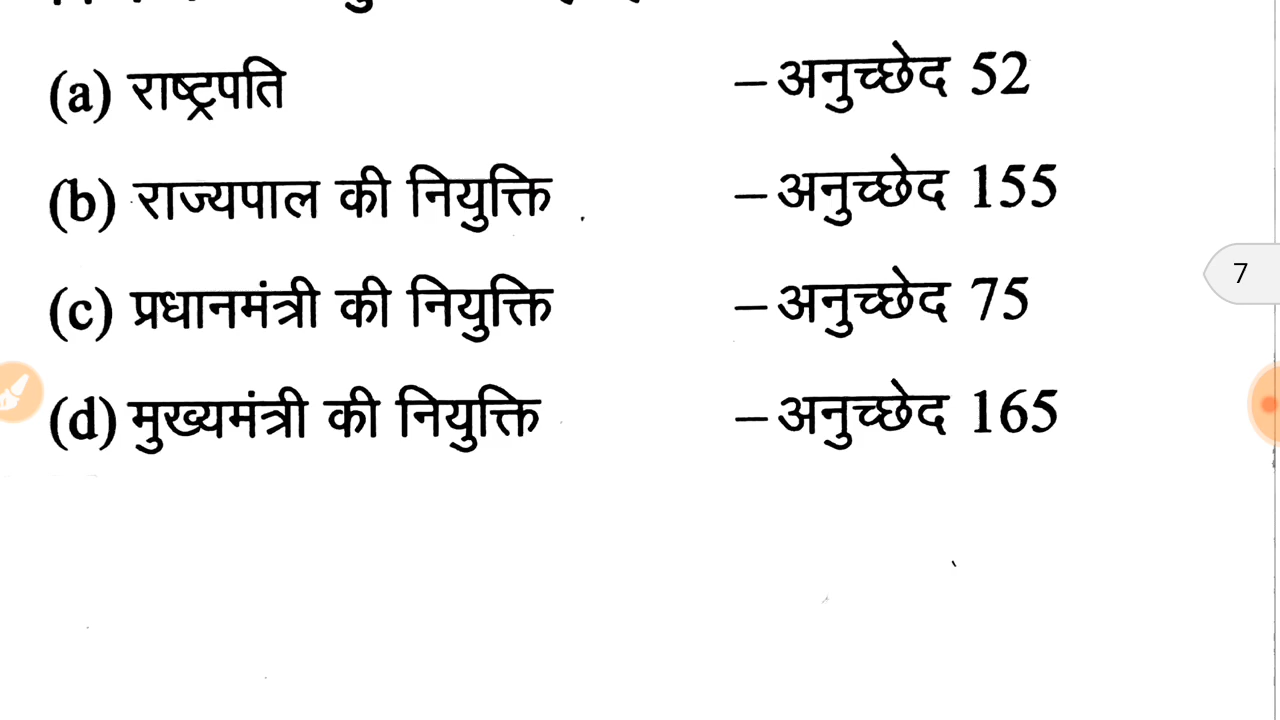 (a) राष्ट्रपति – अनुच्छेद 52
(b) राज्यपाल की नियुक्ति – अनुच्छेद 155
(c) प्रधानमंत्री की नियुक्ति – अनुच्छेद 75
7
(d) मुख्यमंत्री की नियुक्ति – अनुच्छेद 165